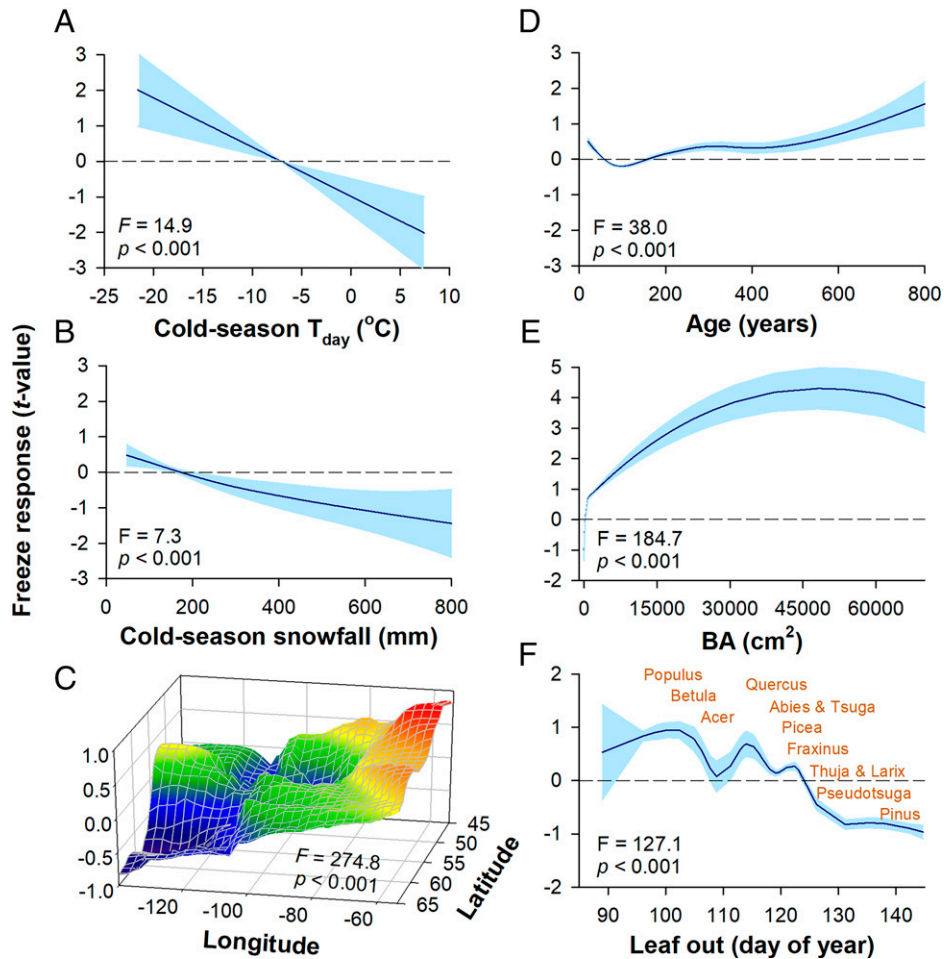 A
3
2
1
0
-1
-2
-3
F = 14.9
p < 0.001
-25 -20 -15 -10 -5 0 5 10
Cold-season Tday (oC)
B
3
2
1
0
-1
-2
-3
F = 7.3
p < 0.001
0 200 400 600 800
Cold-season snowfall (mm)
Freeze response (t-value)
C
1.0
0.5
0.0
-0.5
-1.0
F = 274.8
p < 0.001
-120 -100 -80 -60
Longitude
45
50
55
60
65
Latitude
D
3
2
1
0
-1
-2
-3
F = 38.0
p < 0.001
0 200 400 600 800
Age (years)
E
5
4
3
2
1
0
-1
-2
F = 184.7
p < 0.001
0 15000 30000 45000 60000
BA (cm2)
F
2
1
0
-1
-2
Populus
Betula
Acer
Quercus
Abies & Tsuga
Picea
Fraxinus
Thuja & Larix
Pseudotsuga
Pinus
F = 127.1
p < 0.001
90 100 110 120 130 140
Leaf out (day of year)